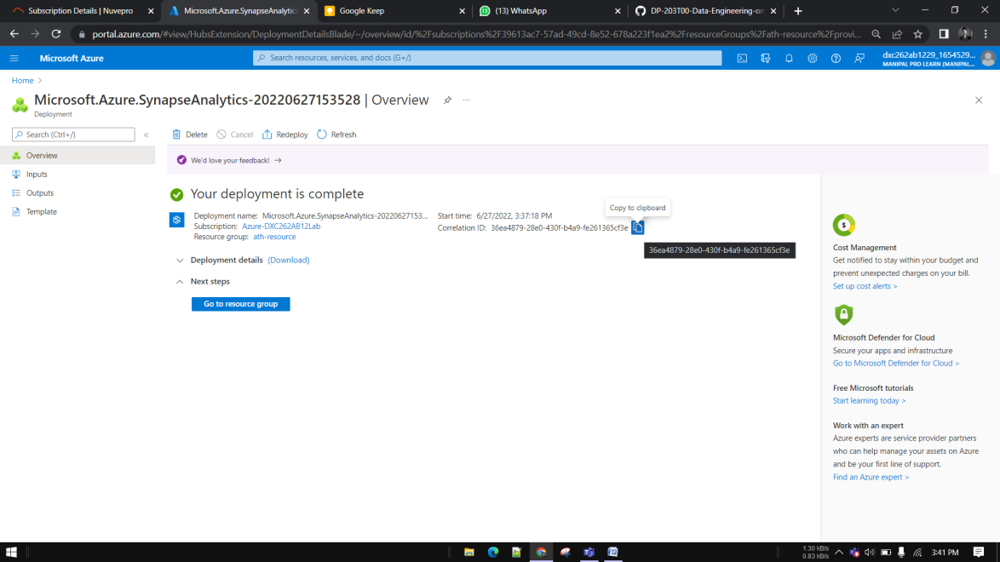 Subscription Details | Nuvepro
Microsoft.Azure.SynapseAnalytics
Google Keep
(13) WhatsApp
DP-203T00-Data-Engineering-on
portal.azure.com/#view/HubsExtension/DeploymentDetailsBlade/~/overview/id/%2Fsubscriptions%2F39613ac7-57ad-49cd-8e52-678a223f1ea2%2FresourceGroups%2Fath-resource%2Fprovi...
Microsoft Azure
Search resources, services, and docs (G+/)
dxc262ab1229_1654529...
MANIPAL PRO LEARN (MANIPAL...
Home >
Microsoft.Azure.SynapseAnalytics-20220627153528 | Overview
Deployment
Search (Ctrl+/)
Overview
Inputs
Outputs
Template
Delete
Cancel
Redeploy
Refresh
We'd love your feedback! →
Your deployment is complete
Deployment name: Microsoft.Azure.SynapseAnalytics-20220627153...
Subscription: Azure-DXC262AB12Lab
Resource group: ath-resource
Start time: 6/27/2022, 3:37:18 PM
Correlation ID: 36ea4879-28e0-430f-b4a9-fe261365cf3e
Copy to clipboard
36ea4879-28e0-430f-b4a9-fe261365cf3e
Deployment details (Download)
Next steps
Go to resource group
Cost Management
Get notified to stay within your budget and
prevent unexpected charges on your bill.
Set up cost alerts >
Microsoft Defender for Cloud
Secure your apps and infrastructure
Go to Microsoft Defender for Cloud >
Free Microsoft tutorials
Start learning today >
Work with an expert
Azure experts are service provider partners
who can help manage your assets on Azure
and be your first line of support.
Find an Azure expert >
1.30 kB/s
0.83 kB/s
3:41 PM